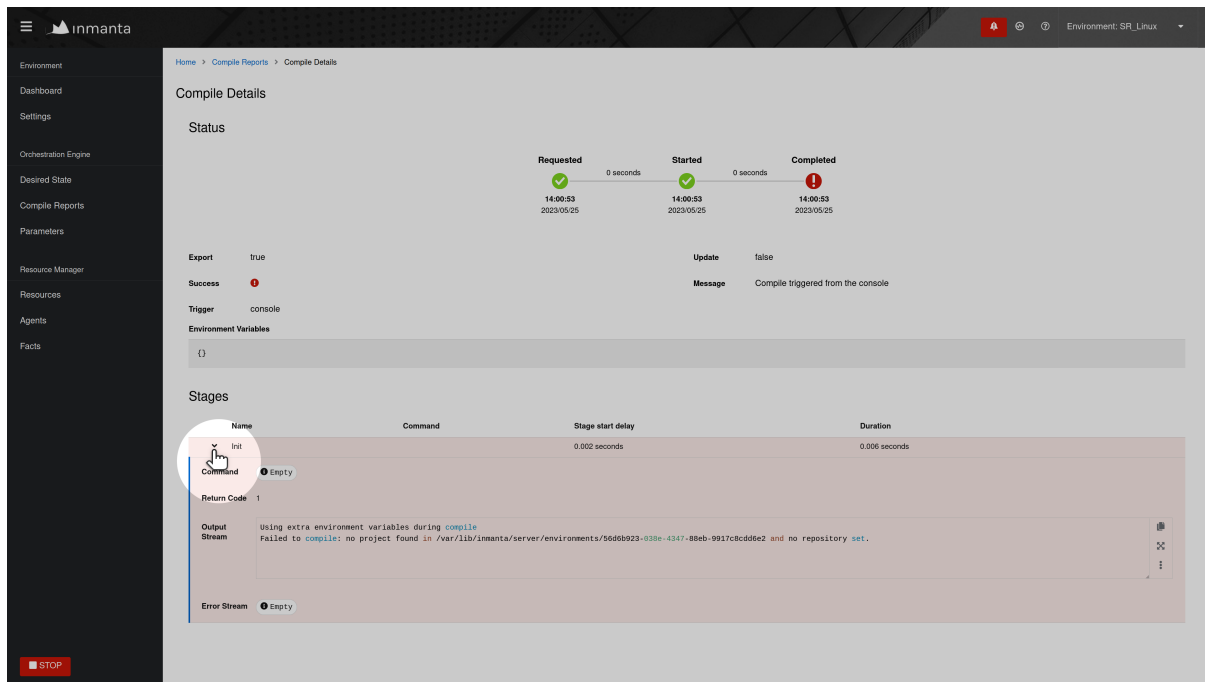 inmanta
Environment: SR_Linux
Environment
Dashboard
Settings
Orchestration Engine
Desired State
Compile Reports
Parameters
Resource Manager
Resources
Agents
Facts
STOP
Home > Compile Reports > Compile Details
Compile Details
Status
Requested Started Completed
0 seconds 0 seconds
14:00:53 14:00:53 14:00:53
2023/05/25 2023/05/25 2023/05/25
Export true Update false
Success Message Compile triggered from the console
Trigger console
Environment Variables
{}
Stages
Name Command Stage start delay Duration
Init 0.002 seconds 0.006 seconds
Command Empty
Return Code 1
Output Stream
Using extra environment variables during compile
Failed to compile: no project found in /var/lib/inmanta/server/environments/56d6b923-038e-4347-88eb-9917c8cdd6e2 and no repository set.
Error Stream Empty